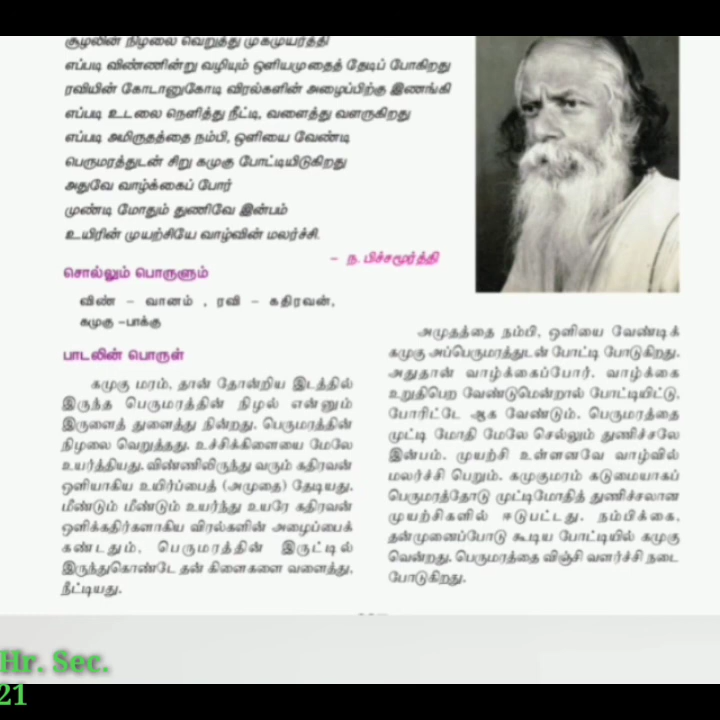 சூழலின் நிழலை வெறுத்து முகமுயர்த்தி
எப்படி விண்ணின்று வழியும் ஒளியமுதைத் தேடிப் போகிறது
ரவியின் கோடானுகோடி விரல்களின் அழைப்பிற்கு இணங்கி
எப்படி உடலை நெளித்து நீட்டி, வளைத்து வளருகிறது
எப்படி அமிருதத்தை நம்பி, ஒளியை வேண்டி
பெருமரத்துடன் சிறு கமுகு போட்டியிடுகிறது
அதுவே வாழ்க்கைப் போர்
முண்டி மோதும் துணிவே இன்பம்
உயிரின் முயற்சியே வாழ்வின் மலர்ச்சி.
– ந. பிச்சமூர்த்தி
சொல்லும் பொருளும்
விண் – வானம் , ரவி – கதிரவன்,
கமுகு –பாக்கு
பாடலின் பொருள்
கமுகு மரம், தான் தோன்றிய இடத்தில்
இருந்த பெருமரத்தின் நிழல் என்னும்
இருளைத் துளைத்து நின்றது. பெருமரத்தின்
நிழலை வெறுத்தது. உச்சிக்கிளையை மேலே
உயர்த்தியது. விண்ணிலிருந்து வரும் கதிரவன்
ஒளியாகிய உயிர்ப்பைத் (அமுதை) தேடியது.
மீண்டும் மீண்டும் உயர்ந்து உயரே கதிரவன்
ஒளிக்கதிர்களாகிய விரல்களின் அழைப்பைக்
கண்டதும், பெருமரத்தின் இருட்டில்
இருந்துகொண்டே தன் கிளைகளை வளைத்து,
நீட்டியது.
அமுதத்தை நம்பி, ஒளியை வேண்டிக்
கமுகு அப்பெருமரத்துடன் போட்டி போடுகிறது.
அதுதான் வாழ்க்கைப்போர். வாழ்க்கை
உறுதிபெற வேண்டுமென்றால் போட்டியிட்டு,
போரிட்டே ஆக வேண்டும். பெருமரத்தை
முட்டி மோதி மேலே செல்லும் துணிச்சலே
இன்பம். முயற்சி உள்ளனவே வாழ்வில்
மலர்ச்சி பெறும். கமுகுமரம் கடுமையாகப்
பெருமரத்தோடு முட்டிமோதித் துணிச்சலான
முயற்சிகளில் ஈடுபட்டது. நம்பிக்கை,
தன்முனைப்போடு கூடிய போட்டியில் கமுகு
வென்றது. பெருமரத்தை விஞ்சி வளர்ச்சி நடை
போடுகிறது.
Hr. Sec.
21